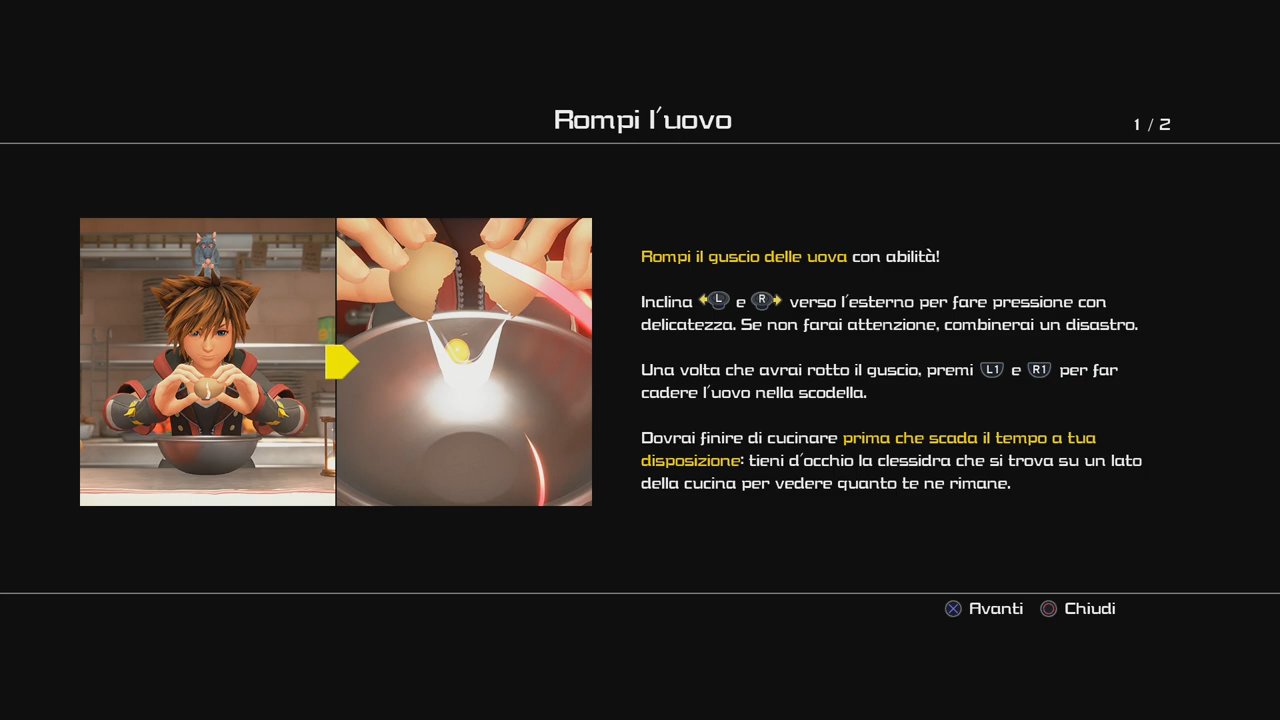 Rompi l'uovo
1 / 2
Rompi il guscio delle uova con abilità!
Inclina L e R verso l'esterno per fare pressione con
delicatezza. Se non farai attenzione, combinerai un disastro.
Una volta che avrai rotto il guscio, premi L1 e R1 per far
cadere l'uovo nella scodella.
Dovrai finire di cucinare prima che scada il tempo a tua
disposizione: tieni d'occhio la clessidra che si trova su un lato
della cucina per vedere quanto te ne rimane.
Avanti Chiudi